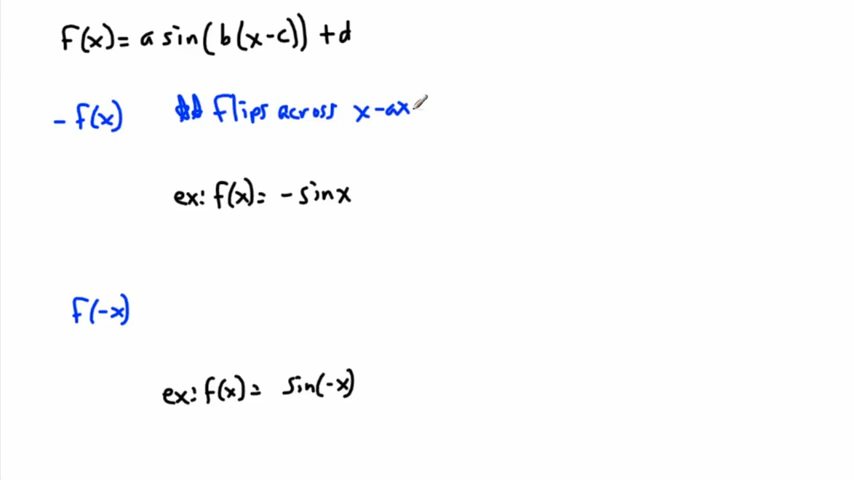 f(x)= a sin(b(x-c)) + d
- f(x) flips across x-ax
ex: f(x)= - sinx
f(-x)
ex: f(x)= sin(-x)